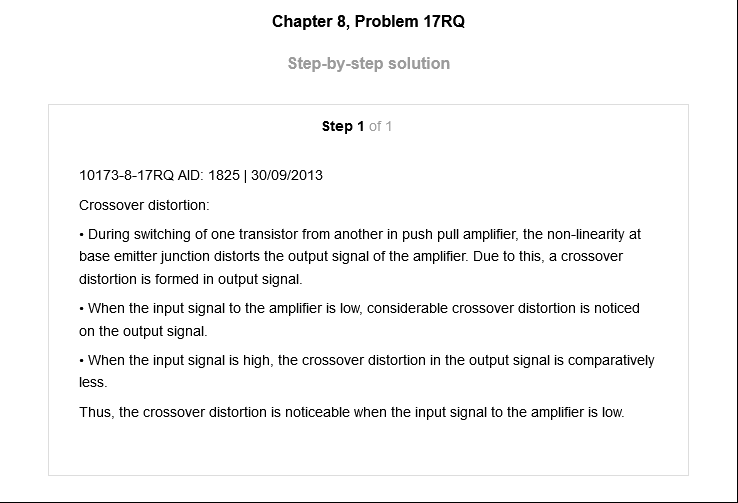 Chapter 8, Problem 17RQ
Step-by-step solution
Step 1 of 1
10173-8-17RQ AID: 1825 | 30/09/2013
Crossover distortion:
• During switching of one transistor from another in push pull amplifier, the non-linearity at
base emitter junction distorts the output signal of the amplifier. Due to this, a crossover
distortion is formed in output signal.
• When the input signal to the amplifier is low, considerable crossover distortion is noticed
on the output signal.
• When the input signal is high, the crossover distortion in the output signal is comparatively
less.
Thus, the crossover distortion is noticeable when the input signal to the amplifier is low.